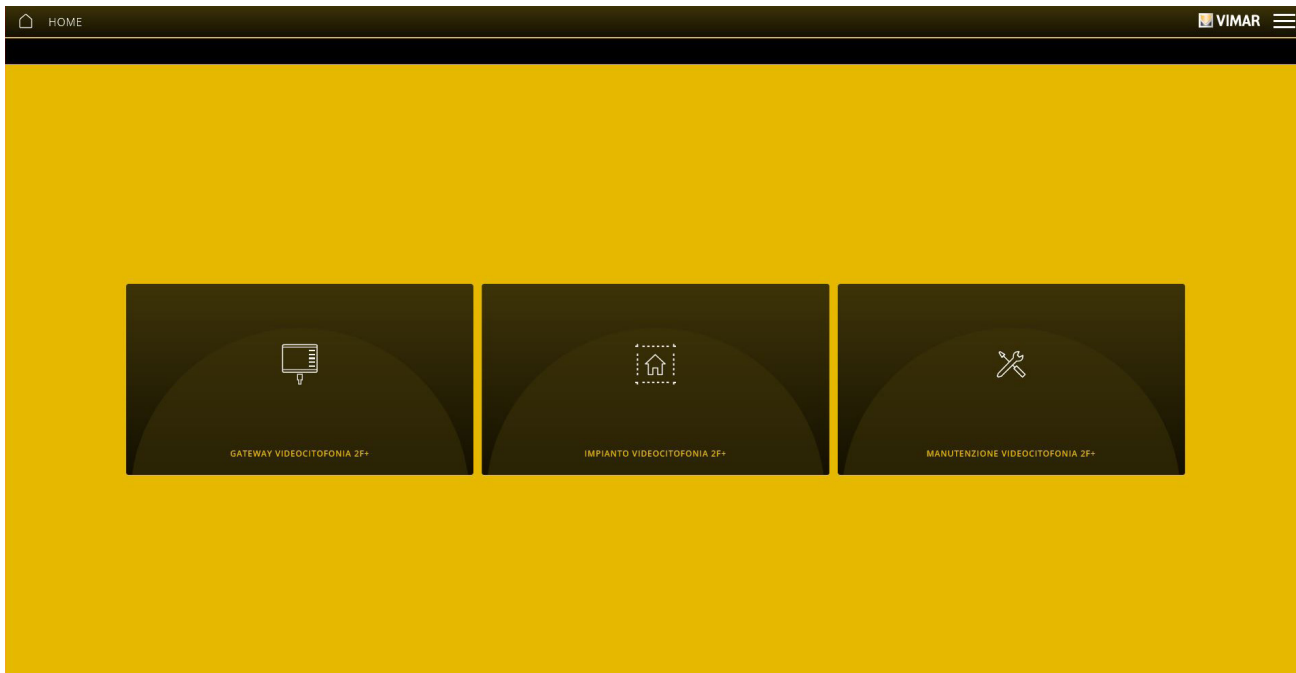 HOME
VIMAR
GATEWAY VIDEOCITOFONIA 2F+
IMPIANTO VIDEOCITOFONIA 2F+
MANUTENZIONE VIDEOCITOFONIA 2F+